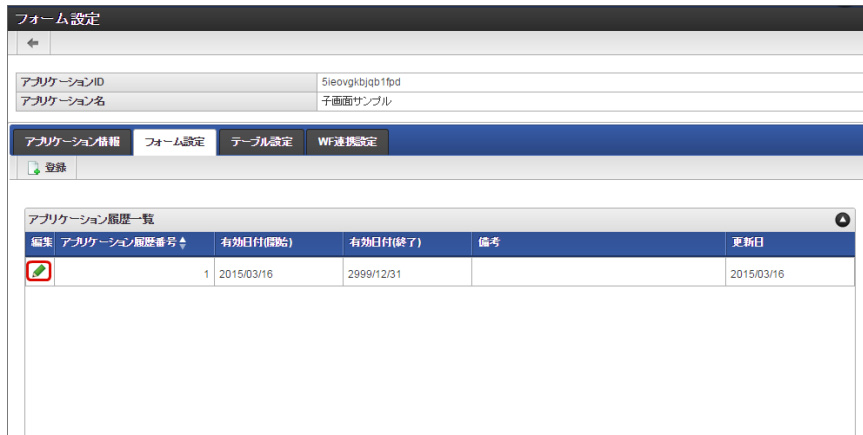 フォーム設定
アプリケーションID 5ieovgkbjqb1fpd
アプリケーション名 子画面サンプル
アプリケーション情報 フォーム設定 テーブル設定 WF連携設定
登録
アプリケーション履歴一覧
編集 アプリケーション履歴番号 有効日付(開始) 有効日付(終了) 備考 更新日
1 2015/03/16 2999/12/31 2015/03/16